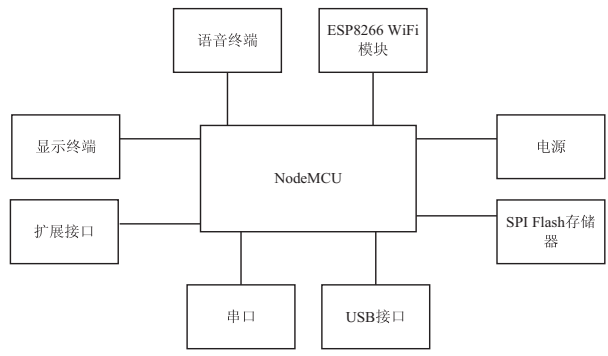 语音终端
ESP8266 WiFi
模块
显示终端
NodeMCU
电源
扩展接口
SPI Flash存储
器
串口
USB接口